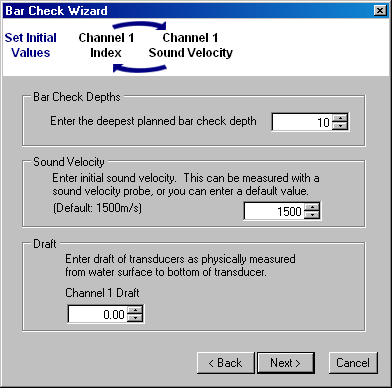 Bar Check Wizard
Set Initial Values
Channel 1 Index
Channel 1 Sound Velocity
Bar Check Depths
Enter the deepest planned bar check depth
10
Sound Velocity
Enter initial sound velocity. This can be measured with a
sound velocity probe, or you can enter a default value.
(Default: 1500m/s)
1500
Draft
Enter draft of transducers as physically measured
from water surface to bottom of transducer.
Channel 1 Draft
0.00
< Back
Next >
Cancel